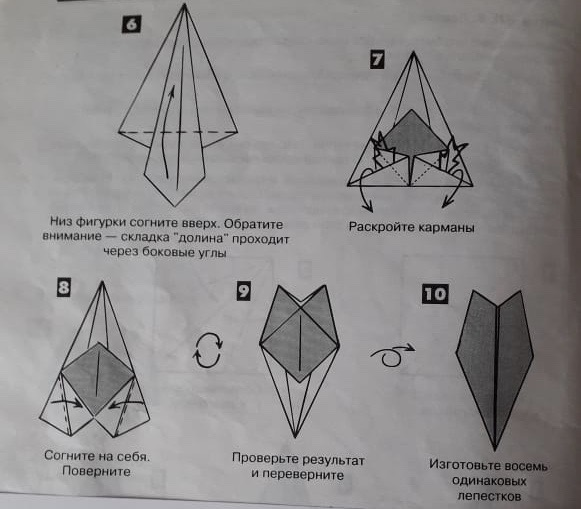 6
Низ фигурки согните вверх. Обратите
внимание — складка "долина" проходит
через боковые углы
7
Раскройте карманы
8
Согните на себя.
Поверните
9
Проверьте результат
и переверните
10
Изготовьте восемь
одинаковых
лепестков